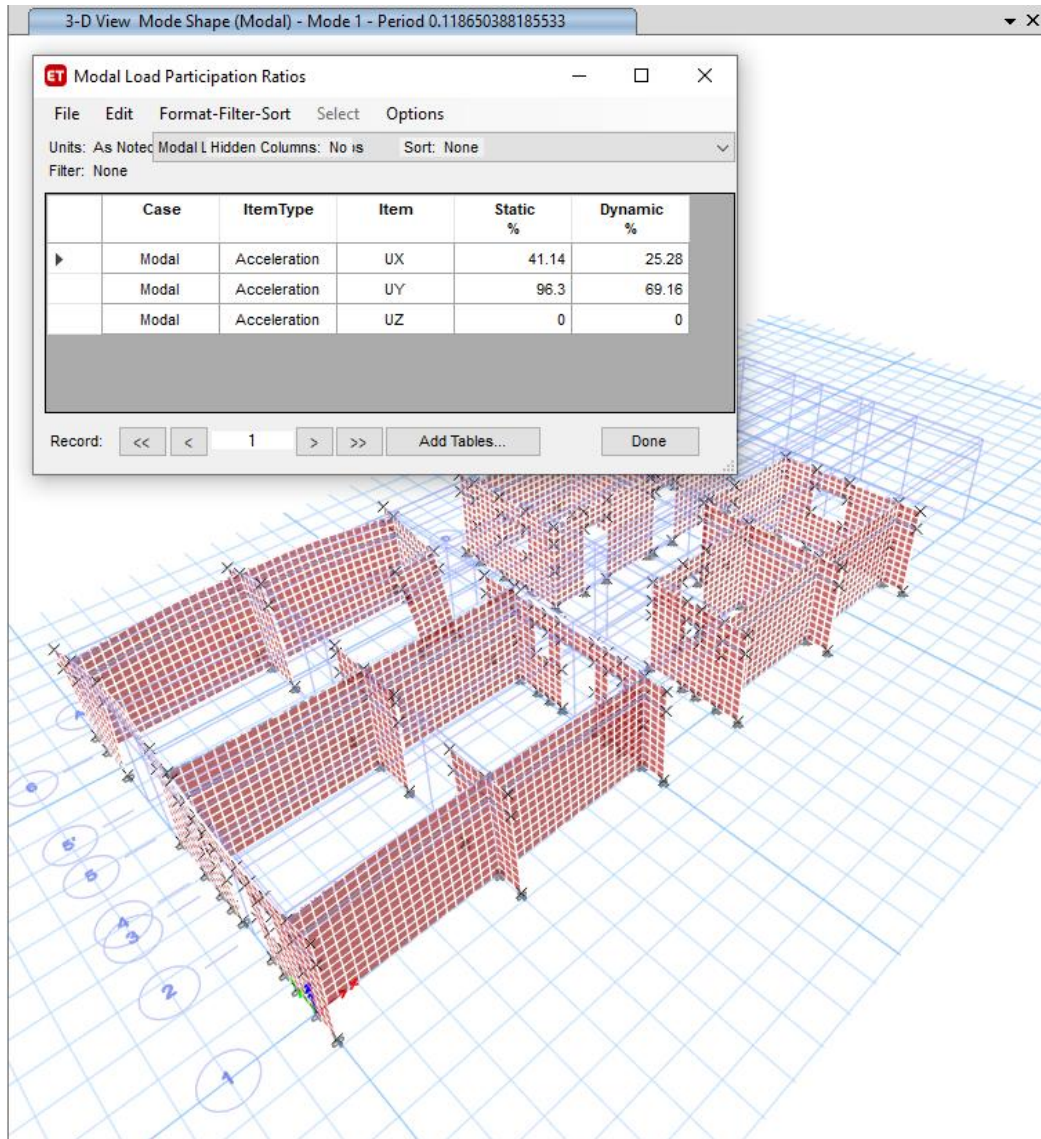 3-D View Mode Shape (Modal) - Mode 1 - Period 0.118650388185533
ET Modal Load Participation Ratios
File Edit Format-Filter-Sort Select Options
Units: As Noted Modal L Hidden Columns: No is Sort: None
Filter: None
Case ItemType Item Static % Dynamic %
Modal Acceleration UX 41.14 25.28
Modal Acceleration UY 96.3 69.16
Modal Acceleration UZ 0 0
Record: << < 1 > >> Add Tables... Done
6
5'
5
4
3
2
1